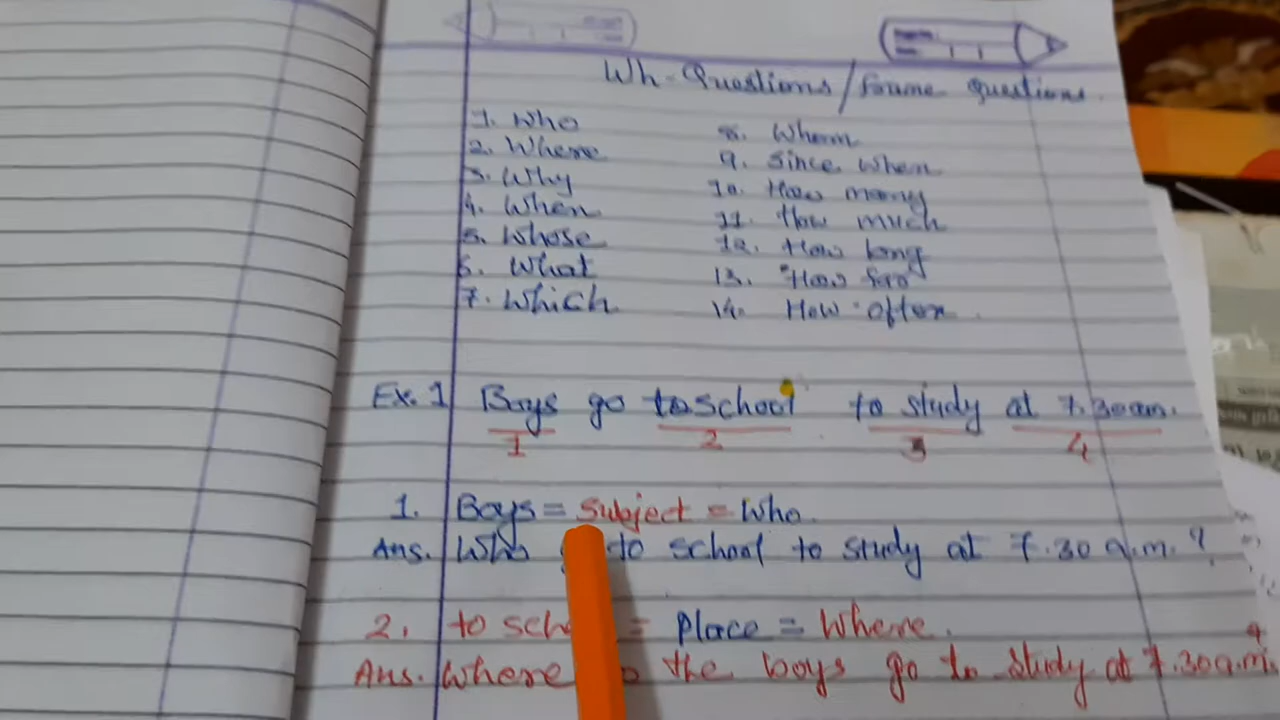 Wh-Questions/Frame Questions.
1. Who
2. Where
3. Why
4. When
5. Whose
6. What
7. Which
8. Whom
9. Since when
10. How many
11. How much
12. How long
13. How far
14. How often
Ex. 1 Boys go to school to study at 7.30am.
1 2 3 4
1. Boys = Subject = Who.
Ans. Who to school to study at 7.30 a.m. ?
2. to = Place = Where.
Ans. Where the boys go to study at 7.30a.m. ?